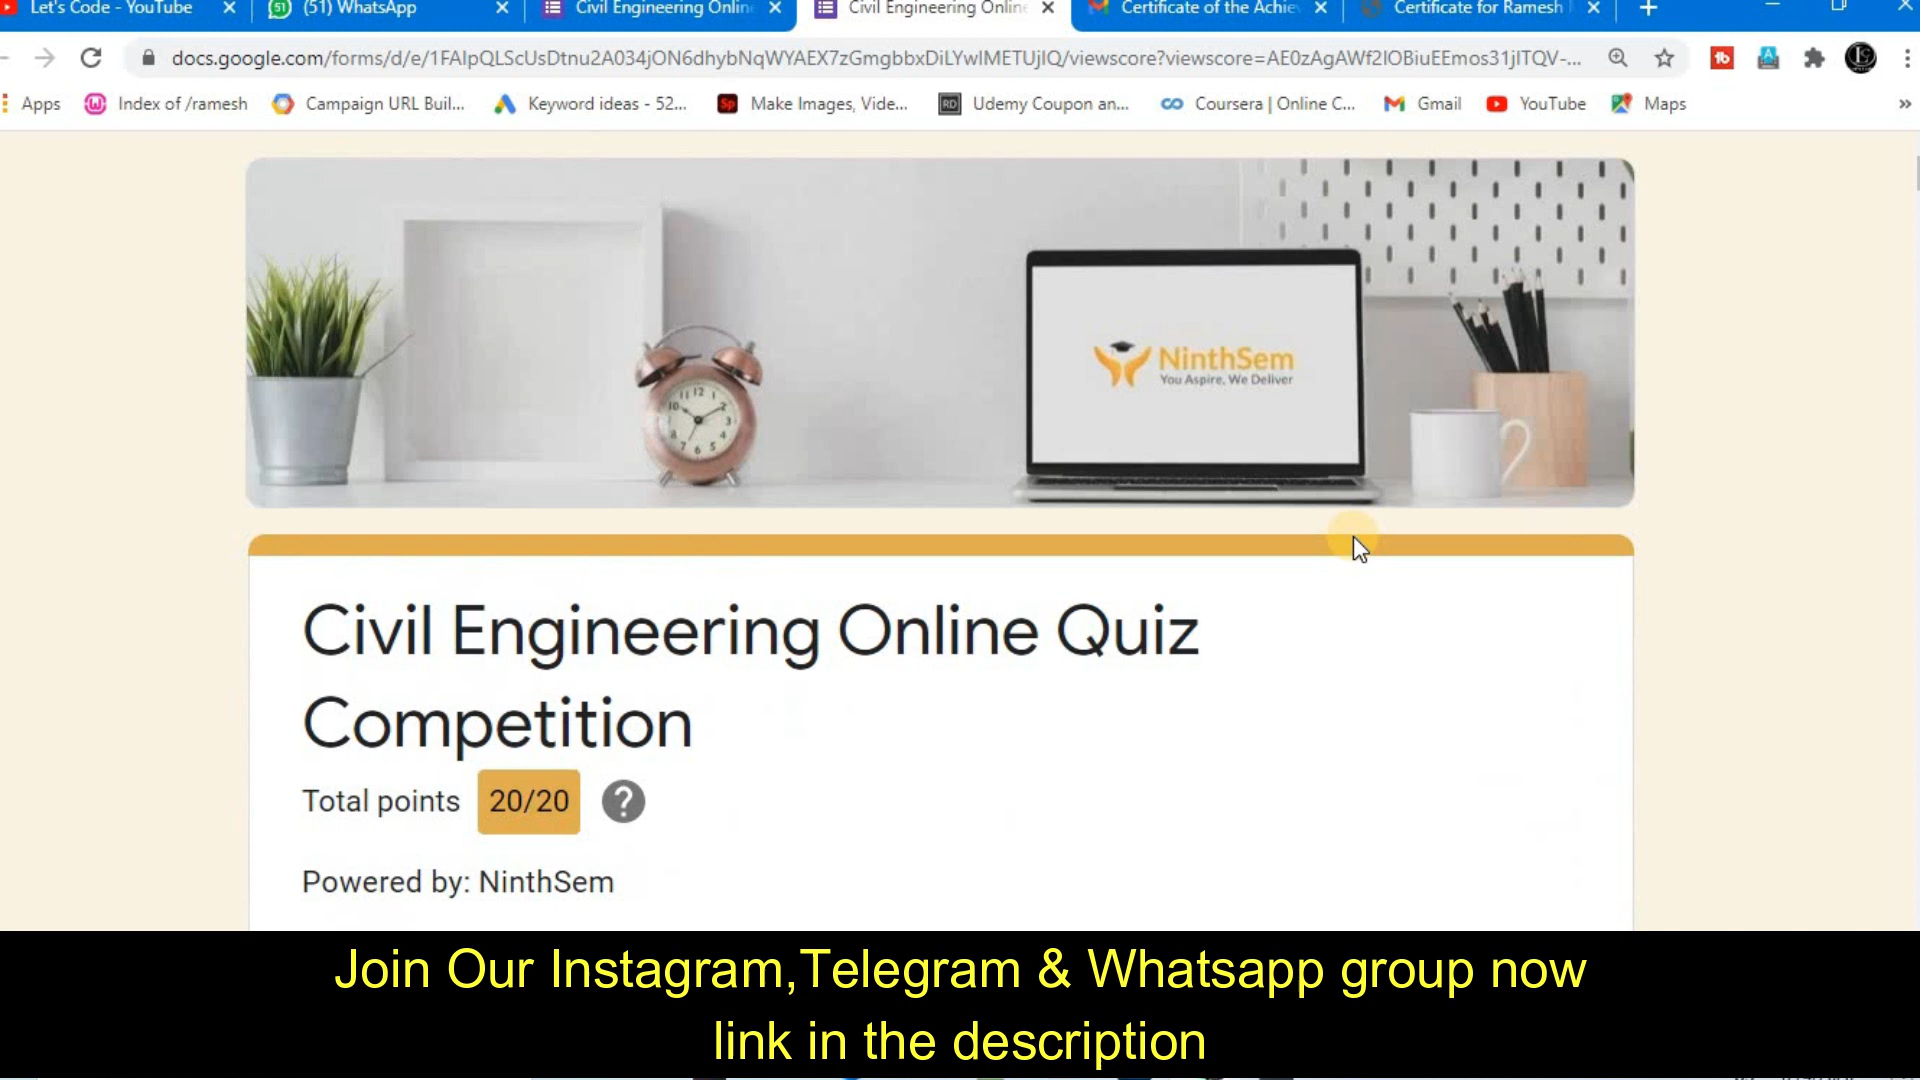 Let's Code - YouTube
(51) WhatsApp
Civil Engineering Onlin
Civil Engineering Onlin
Certificate of the Achie
Certificate for Ramesh
docs.google.com/forms/d/e/1FAIpQLScUsDtnu2A034jON6dhybNqWYAEX7zGmgbbxDiLYwIMETUjIQ/viewscore?viewscore=AE0zAgAWf2IOBiuEEmos31jITQV-...
Apps
Index of /ramesh
Campaign URL Buil...
Keyword ideas - 52...
Make Images, Vide...
Udemy Coupon an...
Coursera | Online C...
Gmail
YouTube
Maps
NinthSem
You Aspire, We Deliver
Civil Engineering Online Quiz
Competition
Total points 20/20
Powered by: NinthSem
Join Our Instagram,Telegram & Whatsapp group now
link in the description